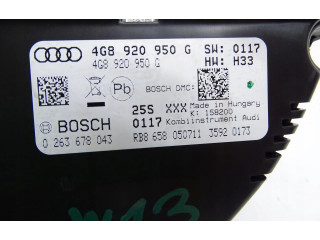 4G8 920 950 G SW: 0117
4G8 920 950 G HW: H33
Pb BOSCH DMC:
25S XXX Made in Hungary
K: 158200
BOSCH 0117 Kombiinstrument Audi
0 263 678 043 RB8 658 050711 3592 0173